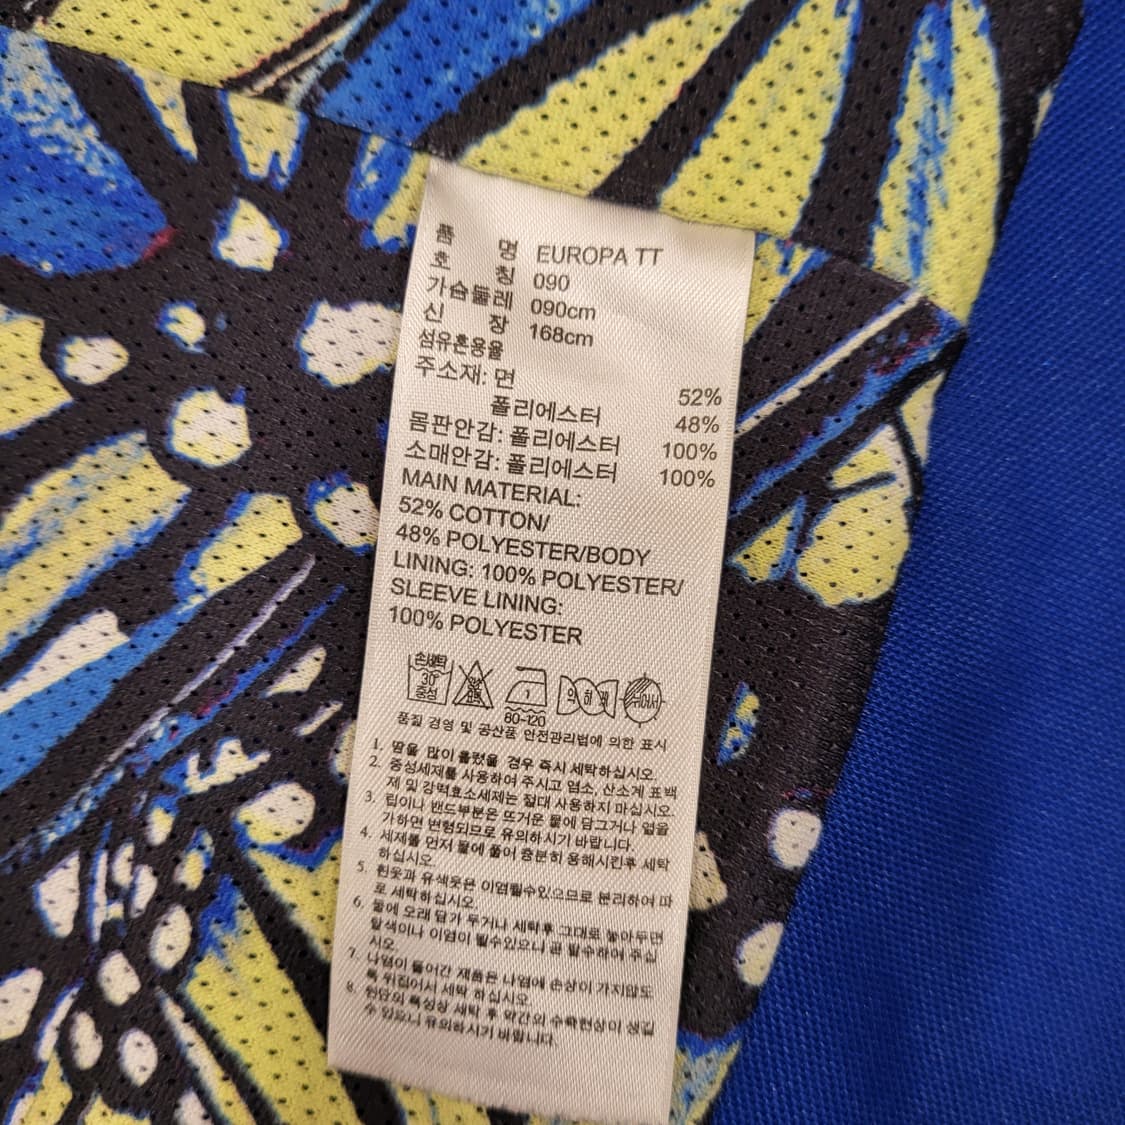 품 명 EUROPA TT
호 칭 090
가슴둘레 090cm
신 장 168cm
섬유혼용율
주소재: 면 52%
폴리에스터 48%
몸판안감: 폴리에스터 100%
소매안감: 폴리에스터 100%
MAIN MATERIAL:
52% COTTON/
48% POLYESTER/BODY
LINING: 100% POLYESTER/
SLEEVE LINING:
100% POLYESTER
손세탁
30°
중성
1
80-120
약하게
뉘어서
품질 경영 및 공산품 안전관리법에 의한 표시
1. 땀을 많이 흘렸을 경우 즉시 세탁하십시오.
2. 중성세제를 사용하여 주시고 염소, 산소계 표백
제 및 강력효소세제는 절대 사용하지 마십시오.
3. 립이나 밴드부분은 뜨거운 물에 담그거나 열을
가하면 변형되므로 유의하시기 바랍니다.
4. 세제를 먼저 물에 풀어 충분히 용해시킨후 세탁
하십시오.
5. 흰옷과 유색옷은 이염될수있으므로 분리하여 따
로 세탁하십시오.
6. 물에 오래 담가 두거나 세탁후 그대로 놓아두면
탈색이나 이염이 될수있으니 곧 탈수하여 주십
시오.
7. 나염이 들어간 제품은 나염에 손상이 가지않도
록 뒤집어서 세탁 하십시오.
8. 원단의 특성상 세탁 후 약간의 수축현상이 생길
수 있으니 유의하시기 바랍니다.